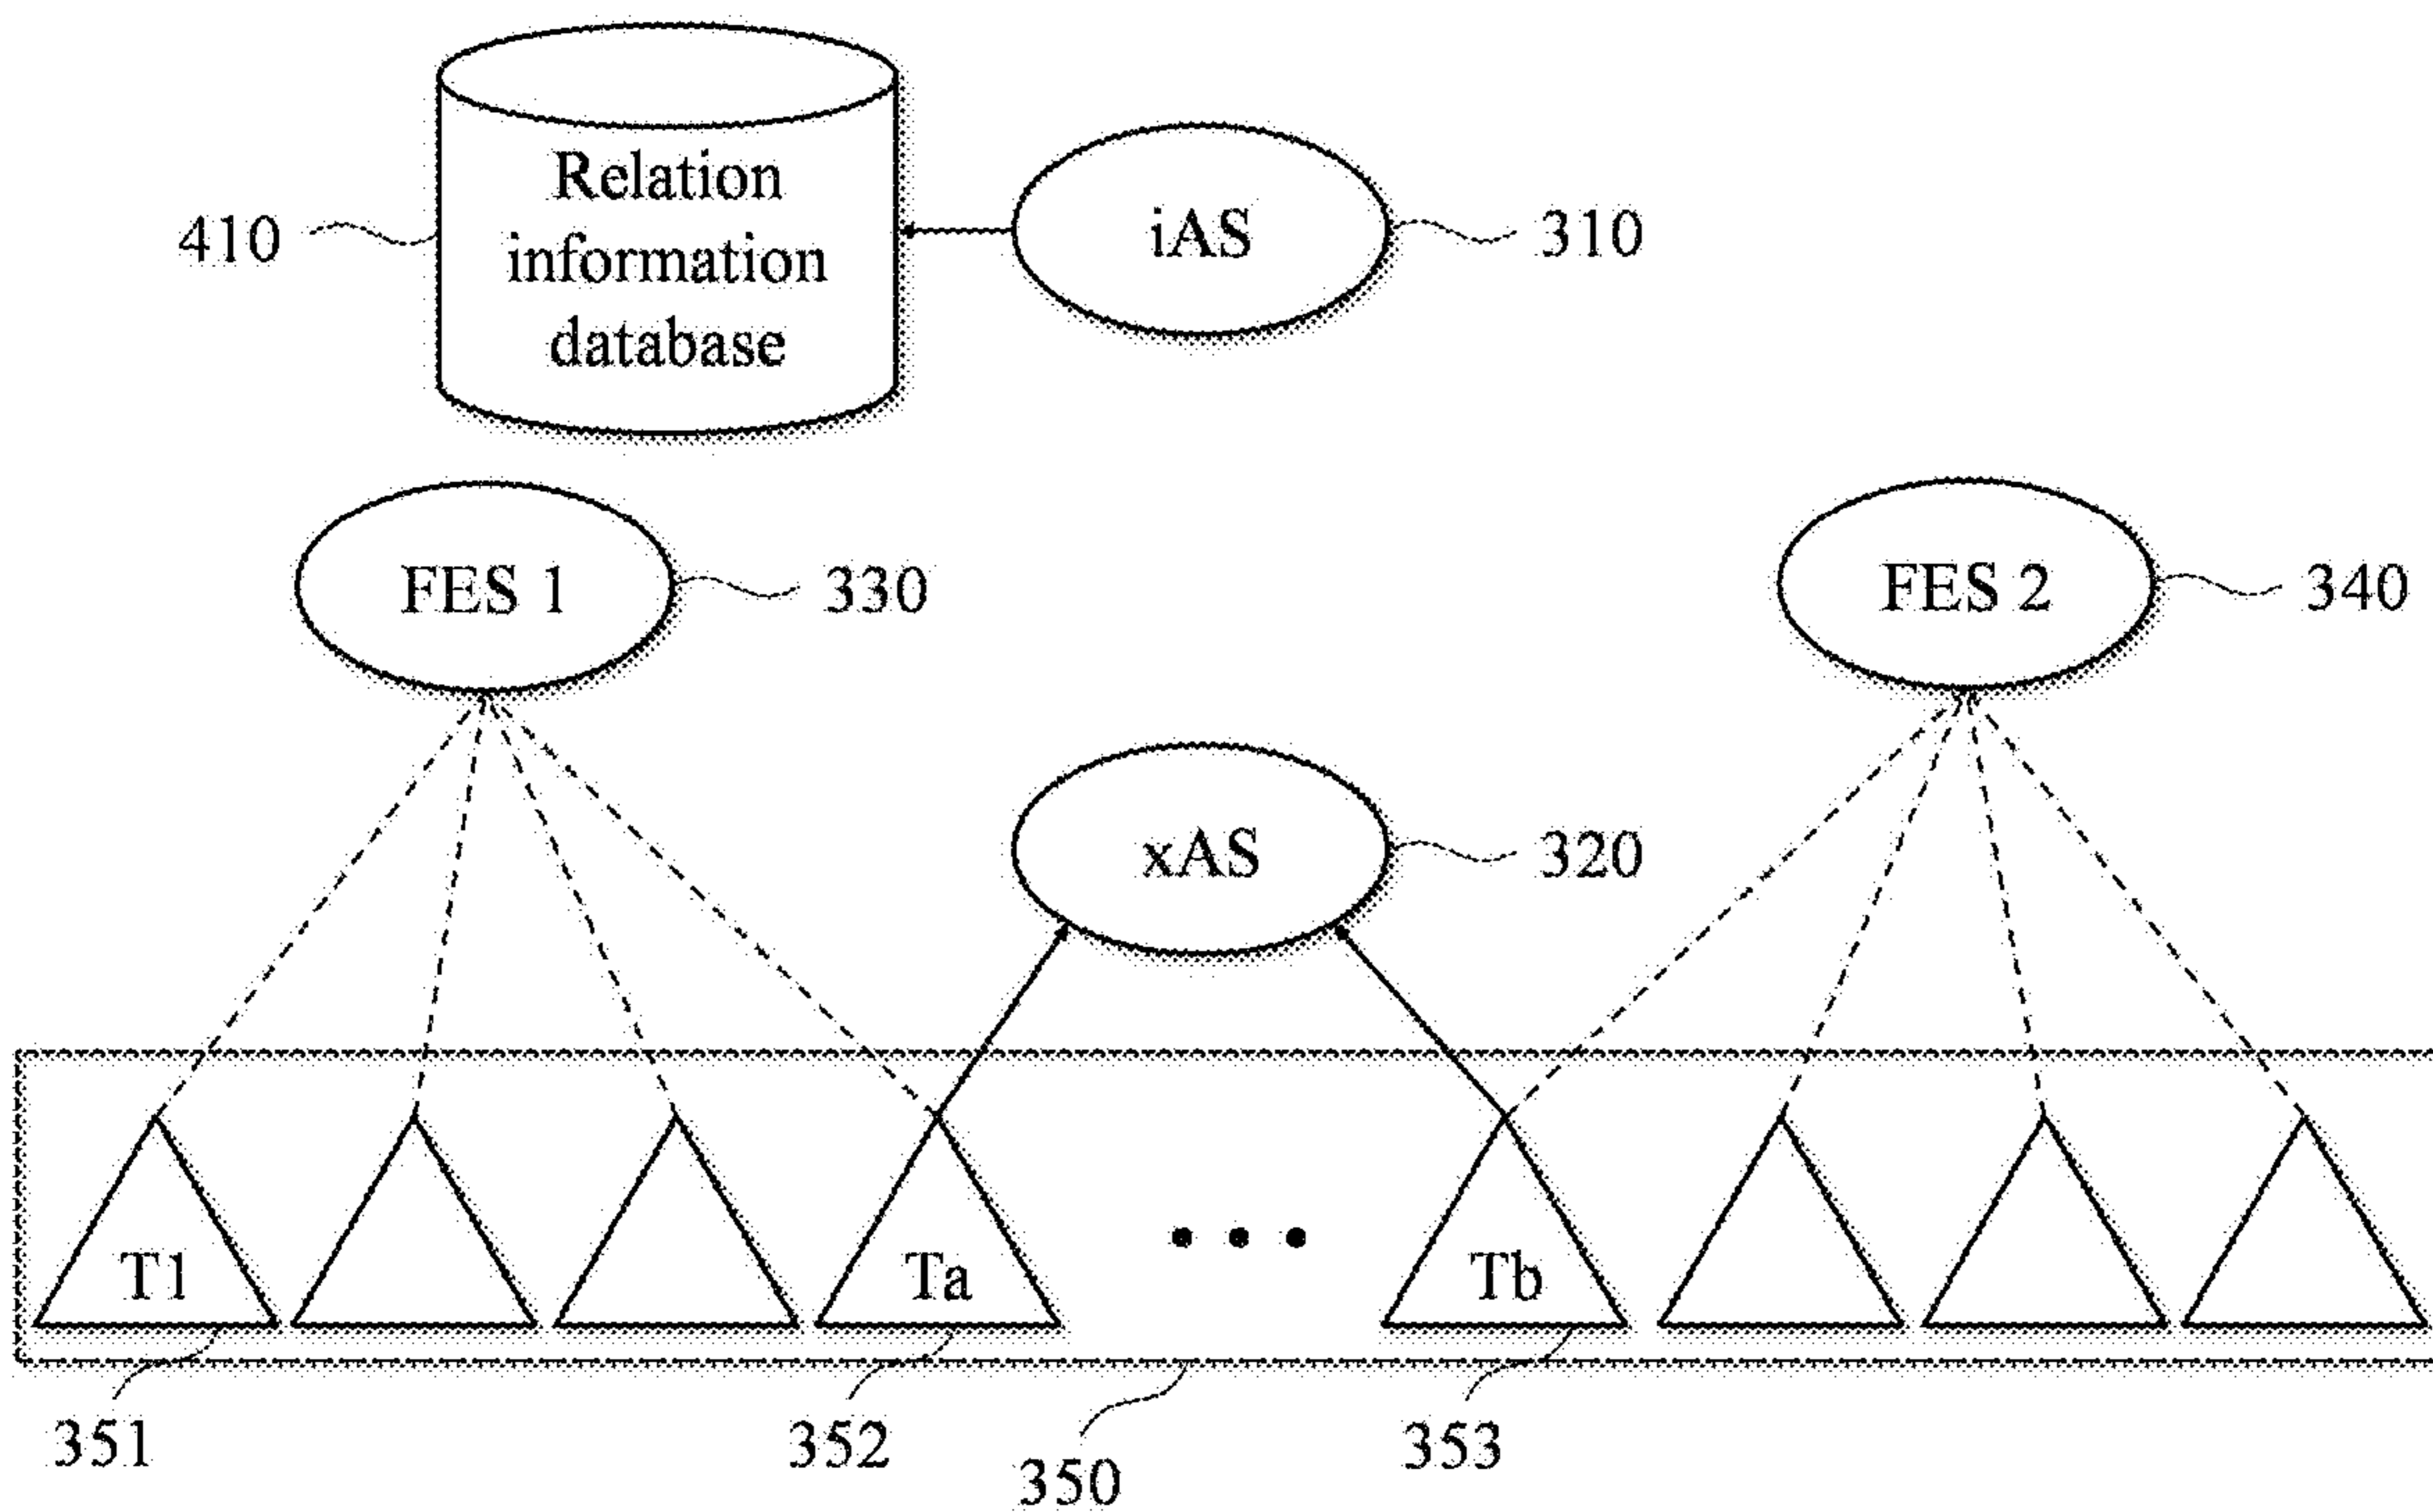 Relation
information
database
410
iAS
310
FES 1
330
FES 2
340
xAS
320
T1
Ta
Tb
351
352
350
353